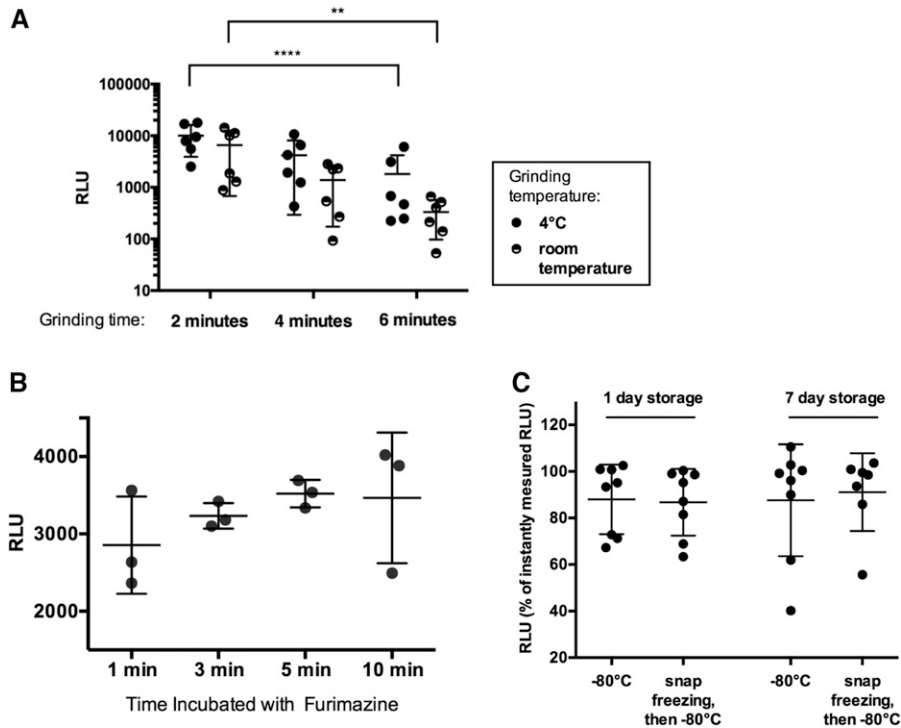 A
**
****
100000
10000
1000
100
10
RLU
Grinding time:
2 minutes
4 minutes
6 minutes
Grinding
temperature:
4°C
room
temperature
B
4000
3000
2000
RLU
1 min
3 min
5 min
10 min
Time Incubated with Furimazine
C
1 day storage
7 day storage
120
100
80
60
40
20
RLU (% of instantly mesured RLU)
-80°C
snap
freezing,
then -80°C
-80°C
snap
freezing,
then -80°C